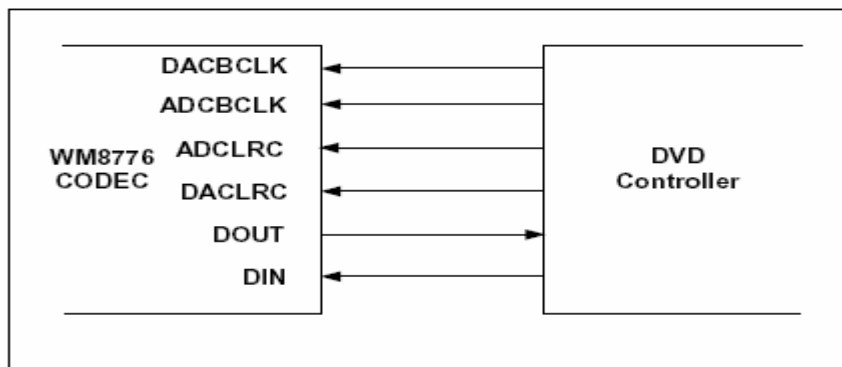 DACBCLK
ADCBCLK
ADCLRC
WM8776
CODEC
DACLRC
DOUT
DIN
DVD
Controller